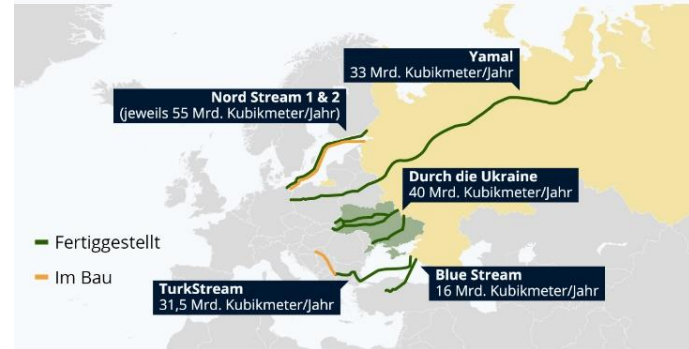 Yamal
33 Mrd. Kubikmeter/Jahr
Nord Stream 1 & 2
(jeweils 55 Mrd. Kubikmeter/Jahr)
Durch die Ukraine
40 Mrd. Kubikmeter/Jahr
Fertiggestellt
Im Bau
TurkStream
31,5 Mrd. Kubikmeter/Jahr
Blue Stream
16 Mrd. Kubikmeter/Jahr